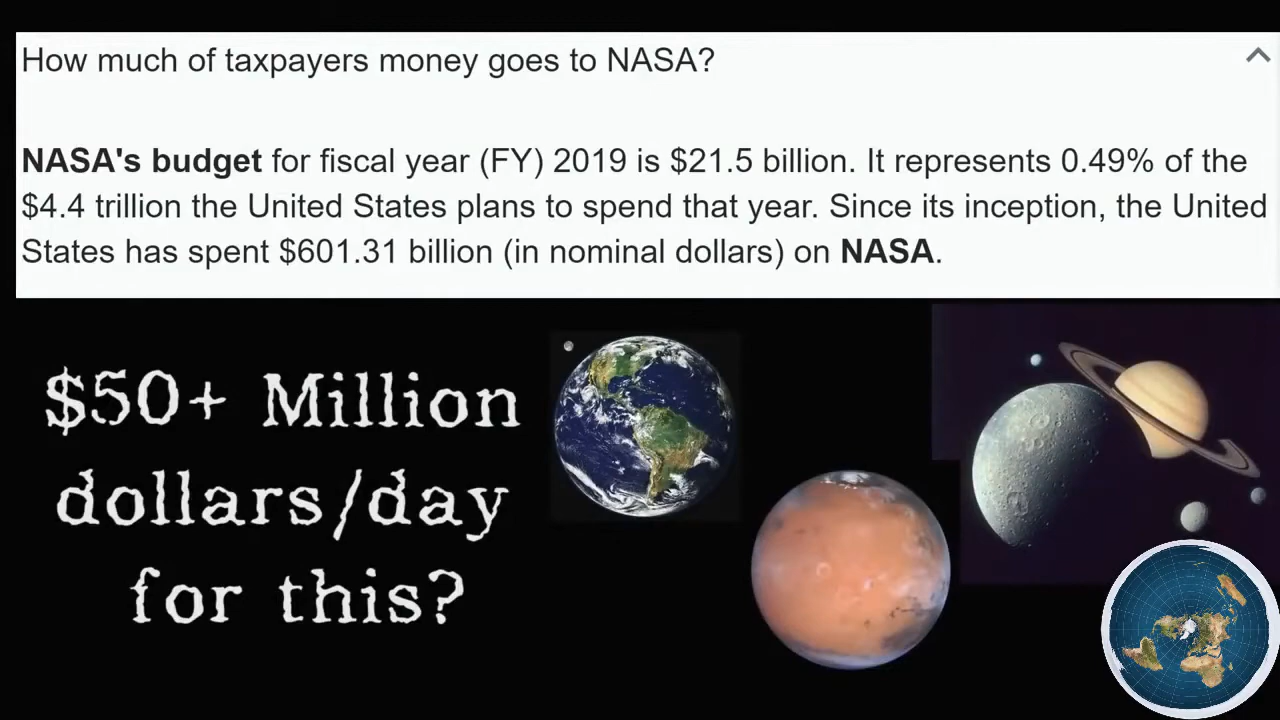 How much of taxpayers money goes to NASA?
NASA's budget for fiscal year (FY) 2019 is $21.5 billion. It represents 0.49% of the
$4.4 trillion the United States plans to spend that year. Since its inception, the United
States has spent $601.31 billion (in nominal dollars) on NASA.
$50+ Million
dollars/day
for this?